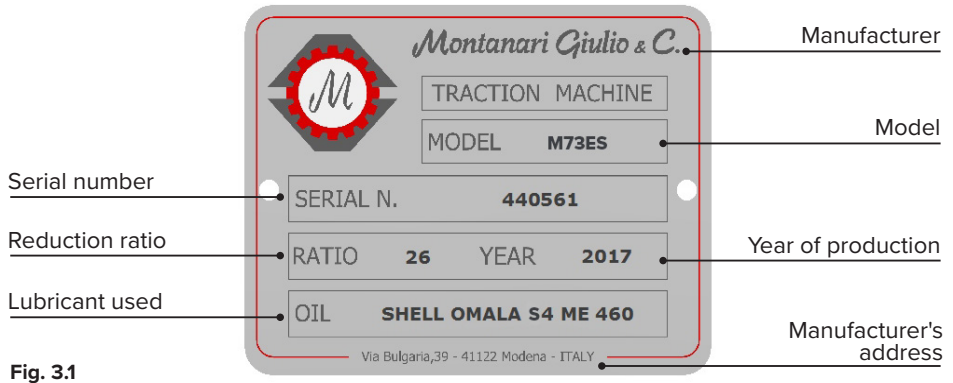 Montanari Giulio & C.
Manufacturer
M
TRACTION MACHINE
MODEL M73ES
Model
Serial number
SERIAL N. 440561
Reduction ratio
RATIO 26 YEAR 2017
Year of production
Lubricant used
OIL SHELL OMALA S4 ME 460
Via Bulgaria,39 - 41122 Modena - ITALY
Manufacturer's
address
Fig. 3.1